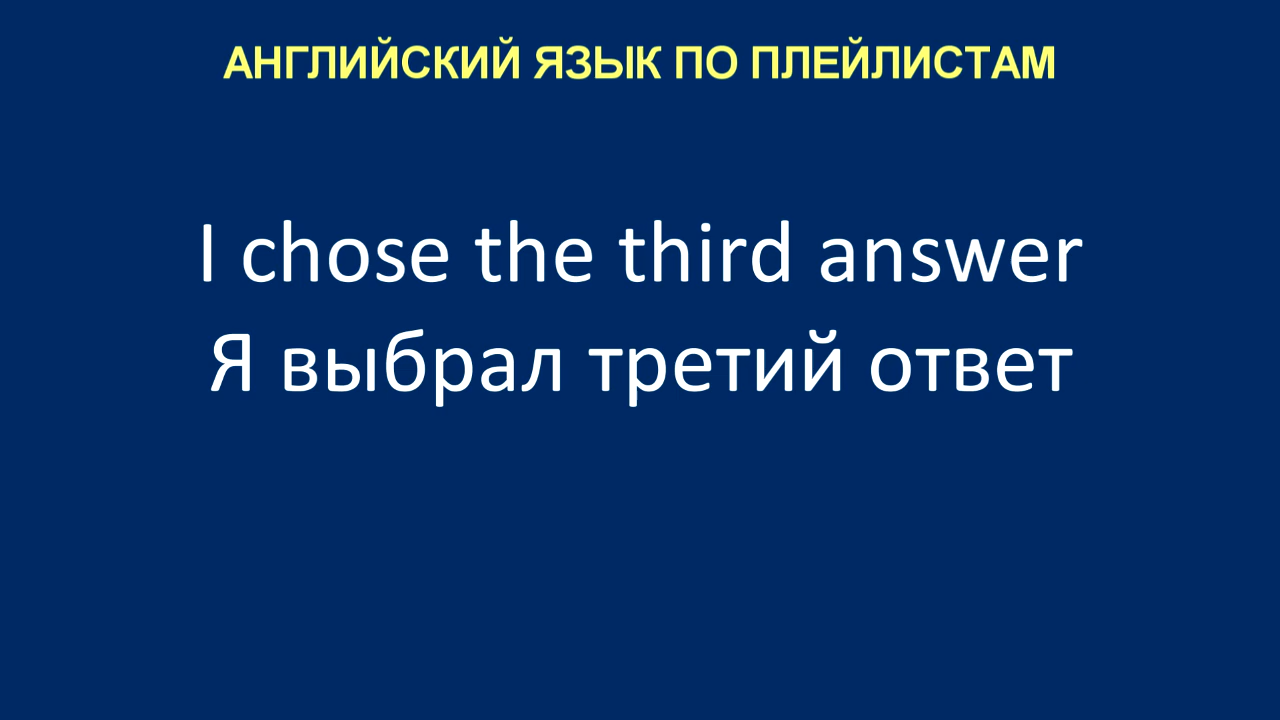 АНГЛИЙСКИЙ ЯЗЫК ПО ПЛЕЙЛИСТАМ
I chose the third answer
Я выбрал третий ответ